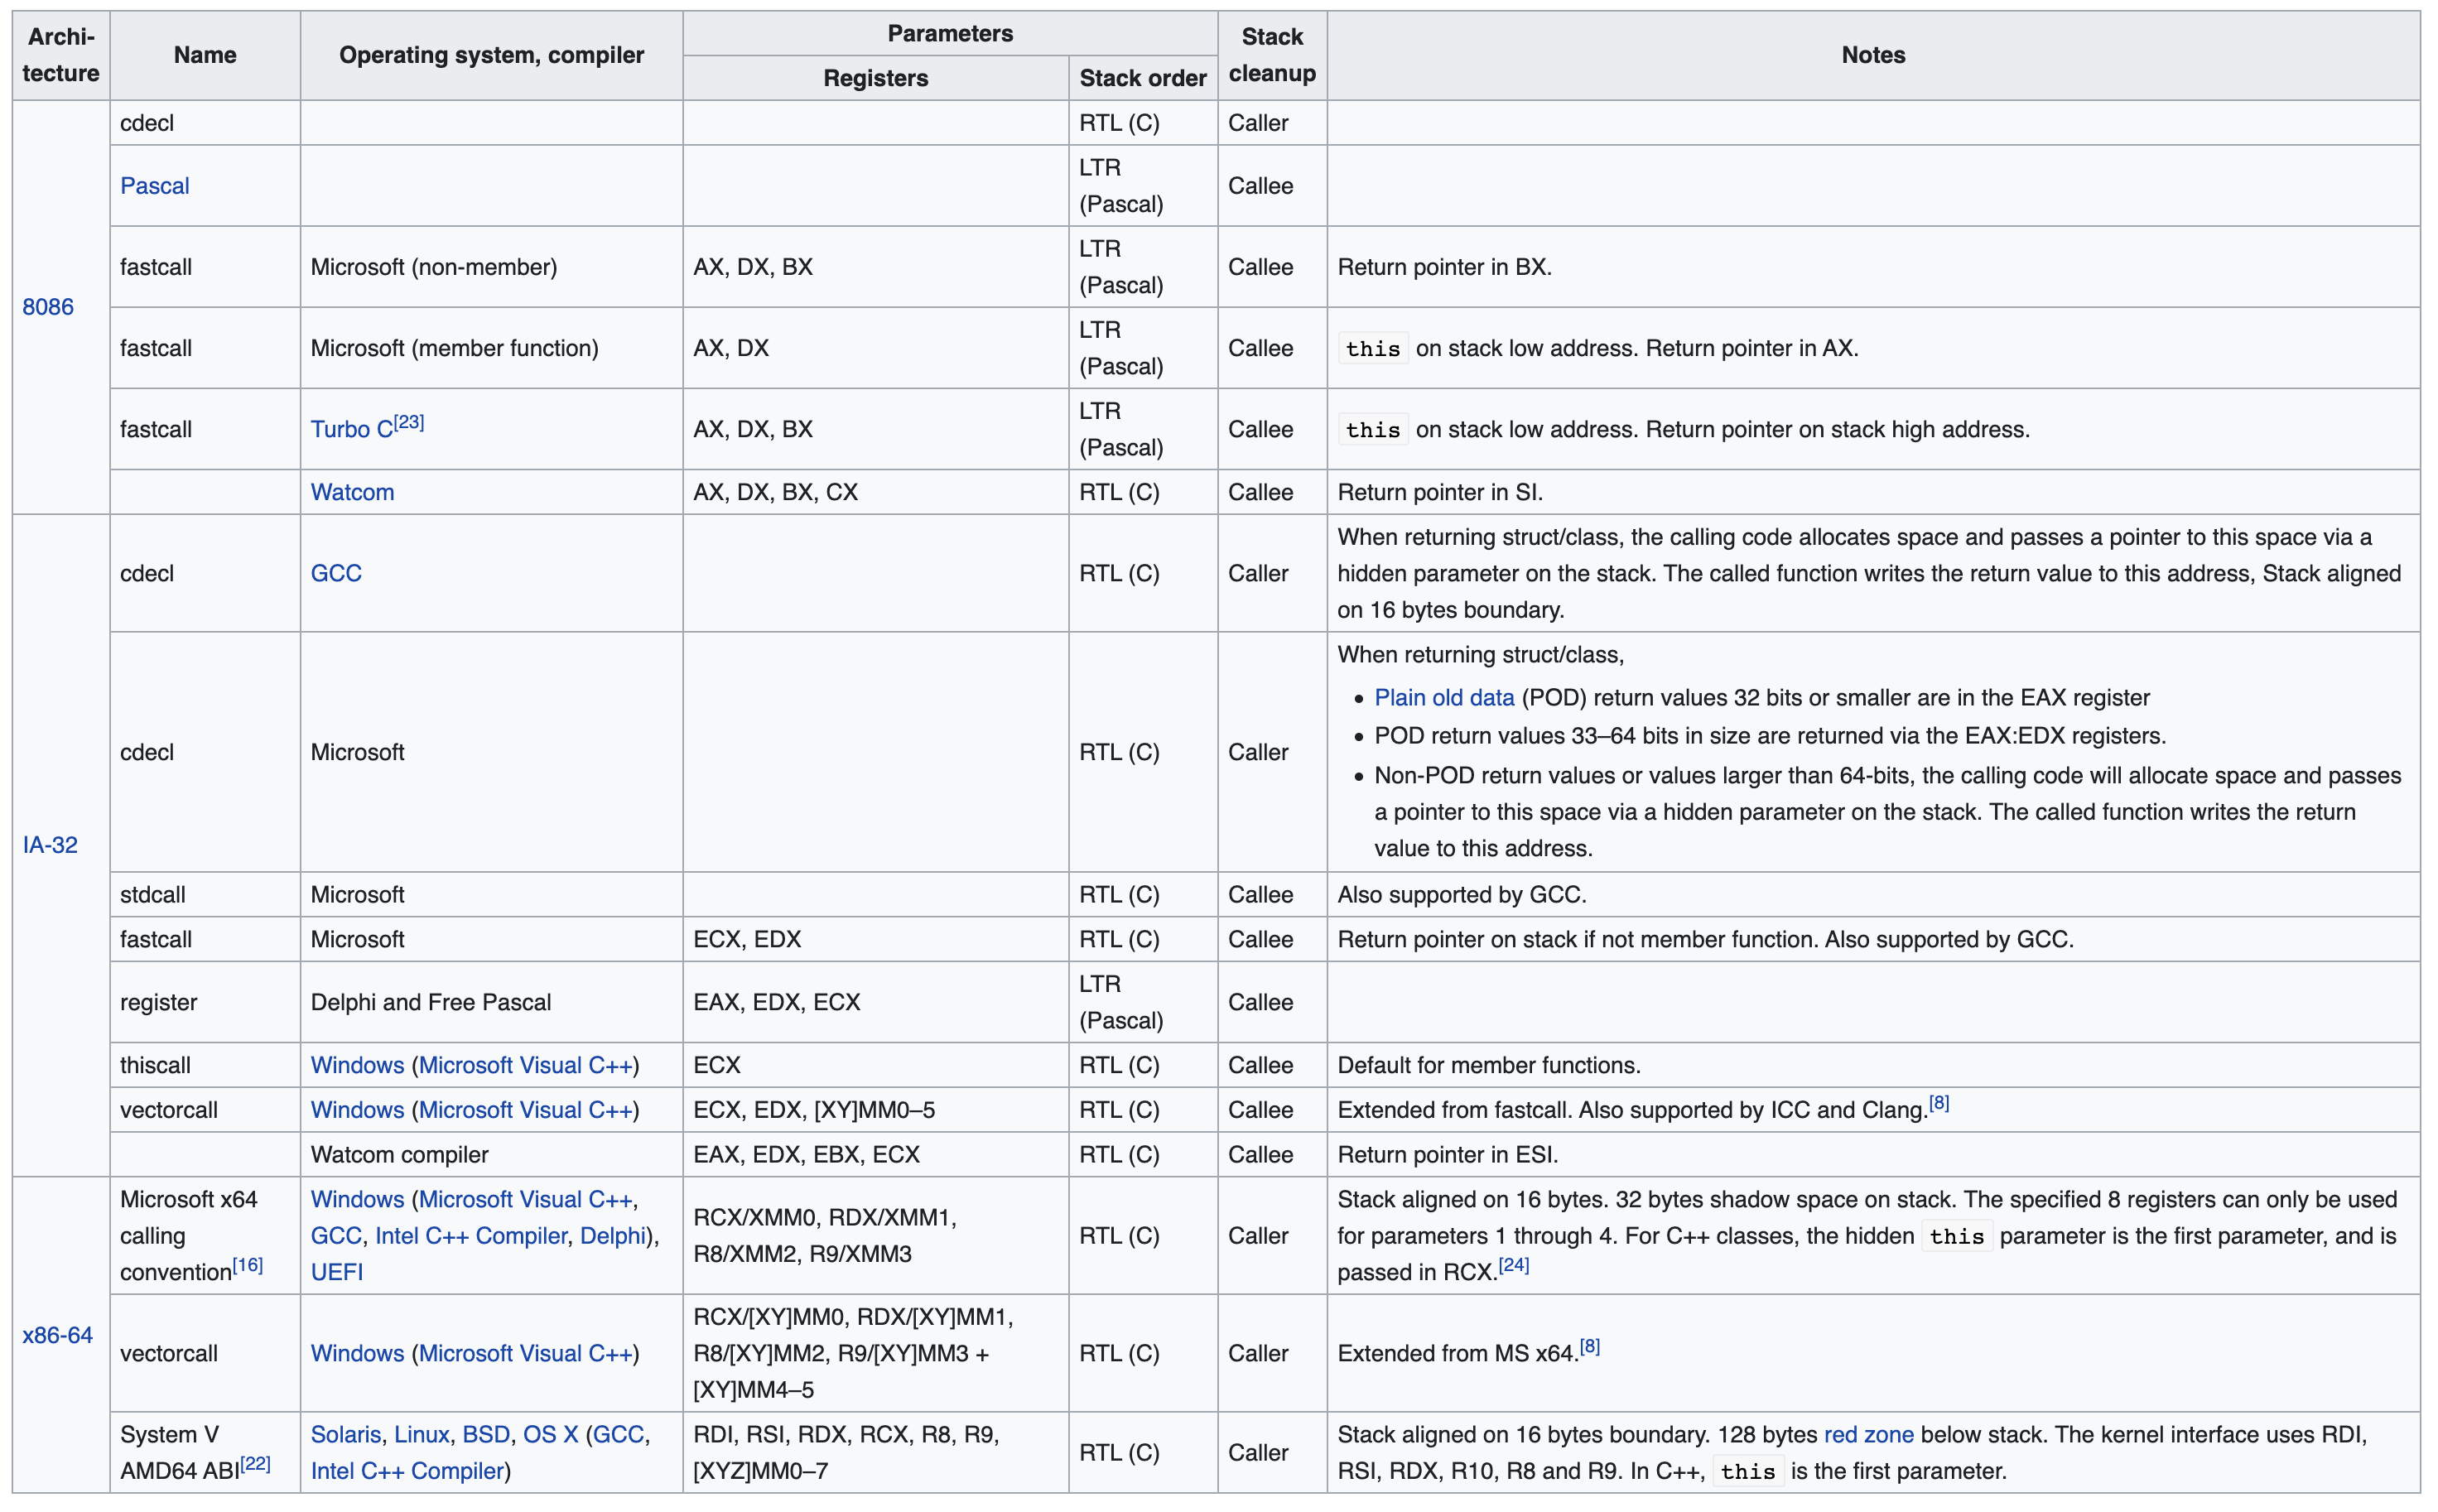 Archi-
tecture
Name
Operating system, compiler
Parameters
Registers
Stack order
Stack
cleanup
Notes
8086
cdecl
RTL (C)
Caller
Pascal
LTR
(Pascal)
Callee
fastcall
Microsoft (non-member)
AX, DX, BX
LTR
(Pascal)
Callee
Return pointer in BX.
fastcall
Microsoft (member function)
AX, DX
LTR
(Pascal)
Callee
this on stack low address. Return pointer in AX.
fastcall
Turbo C[23]
AX, DX, BX
LTR
(Pascal)
Callee
this on stack low address. Return pointer on stack high address.
Watcom
AX, DX, BX, CX
RTL (C)
Callee
Return pointer in SI.
IA-32
cdecl
GCC
RTL (C)
Caller
When returning struct/class, the calling code allocates space and passes a pointer to this space via a
hidden parameter on the stack. The called function writes the return value to this address, Stack aligned
on 16 bytes boundary.
cdecl
Microsoft
RTL (C)
Caller
When returning struct/class,
• Plain old data (POD) return values 32 bits or smaller are in the EAX register
• POD return values 33–64 bits in size are returned via the EAX:EDX registers.
• Non-POD return values or values larger than 64-bits, the calling code will allocate space and passes
a pointer to this space via a hidden parameter on the stack. The called function writes the return
value to this address.
stdcall
Microsoft
RTL (C)
Callee
Also supported by GCC.
fastcall
Microsoft
ECX, EDX
RTL (C)
Callee
Return pointer on stack if not member function. Also supported by GCC.
register
Delphi and Free Pascal
EAX, EDX, ECX
LTR
(Pascal)
Callee
thiscall
Windows (Microsoft Visual C++)
ECX
RTL (C)
Callee
Default for member functions.
vectorcall
Windows (Microsoft Visual C++)
ECX, EDX, [XY]MM0–5
RTL (C)
Callee
Extended from fastcall. Also supported by ICC and Clang.[8]
Watcom compiler
EAX, EDX, EBX, ECX
RTL (C)
Callee
Return pointer in ESI.
x86-64
Microsoft x64
calling
convention[16]
Windows (Microsoft Visual C++,
GCC, Intel C++ Compiler, Delphi),
UEFI
RCX/XMM0, RDX/XMM1,
R8/XMM2, R9/XMM3
RTL (C)
Caller
Stack aligned on 16 bytes. 32 bytes shadow space on stack. The specified 8 registers can only be used
for parameters 1 through 4. For C++ classes, the hidden this parameter is the first parameter, and is
passed in RCX.[24]
vectorcall
Windows (Microsoft Visual C++)
RCX/[XY]MM0, RDX/[XY]MM1,
R8/[XY]MM2, R9/[XY]MM3 +
[XY]MM4–5
RTL (C)
Caller
Extended from MS x64.[8]
System V
AMD64 ABI[22]
Solaris, Linux, BSD, OS X (GCC,
Intel C++ Compiler)
RDI, RSI, RDX, RCX, R8, R9,
[XYZ]MM0–7
RTL (C)
Caller
Stack aligned on 16 bytes boundary. 128 bytes red zone below stack. The kernel interface uses RDI,
RSI, RDX, R10, R8 and R9. In C++, this is the first parameter.